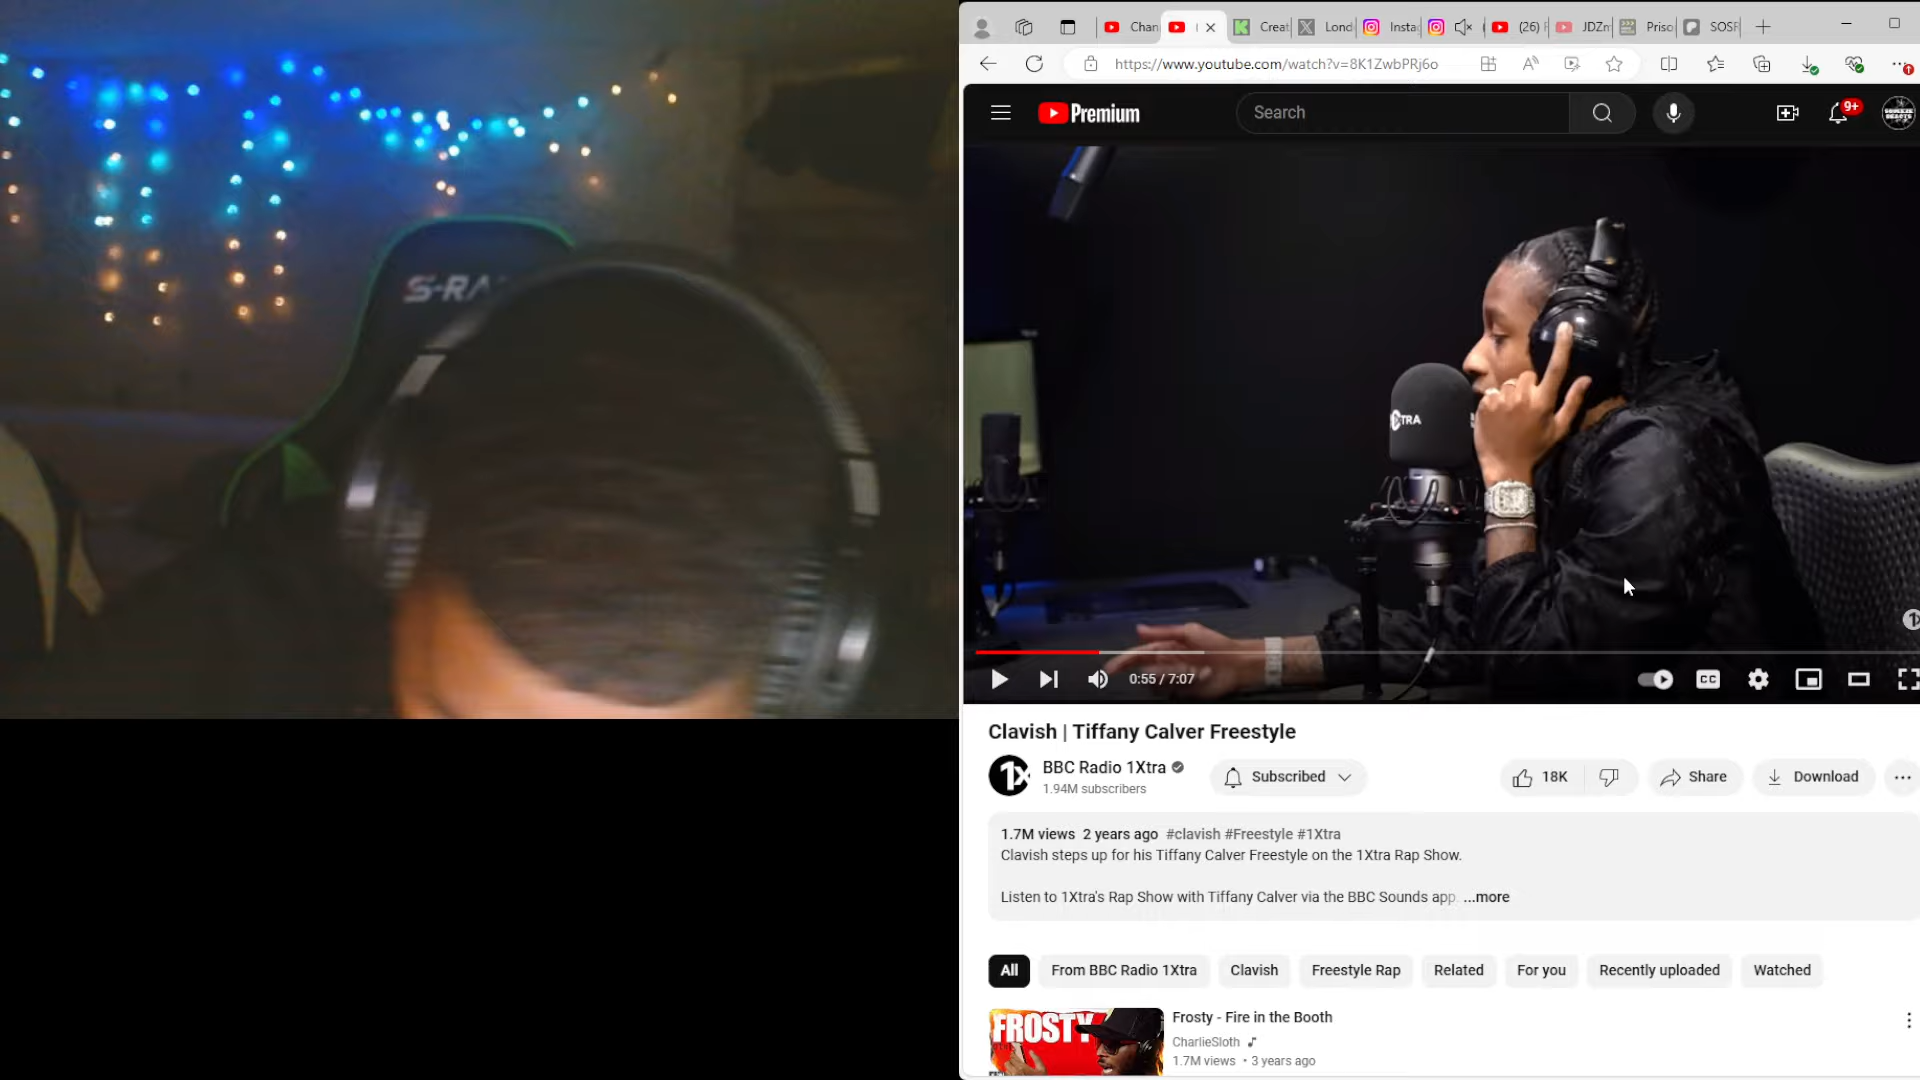 S-RA
Chan
Creat
Lond
Insta
(26) F
JDZm
Priso
SOSF
https://www.youtube.com/watch?v=8K1ZwbPRj6o
Premium
Search
9+
XTRA
0:55 / 7:07
CC
Clavish | Tiffany Calver Freestyle
1X
BBC Radio 1Xtra
1.94M subscribers
Subscribed
18K
Share
Download
1.7M views 2 years ago #clavish #Freestyle #1Xtra
Clavish steps up for his Tiffany Calver Freestyle on the 1Xtra Rap Show.
Listen to 1Xtra's Rap Show with Tiffany Calver via the BBC Sounds app. ...more
All
From BBC Radio 1Xtra
Clavish
Freestyle Rap
Related
For you
Recently uploaded
Watched
FROSTY
Frosty - Fire in the Booth
CharlieSloth
1.7M views • 3 years ago